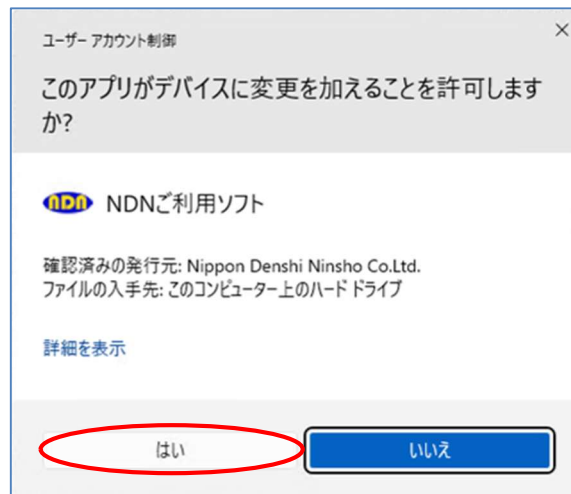 ユーザー アカウント制御
このアプリがデバイスに変更を加えることを許可します
か?
NDN NDNご利用ソフト
確認済みの発行元: Nippon Denshi Ninsho Co.Ltd.
ファイルの入手先: このコンピューター上のハード ドライブ
詳細を表示
はい いいえ